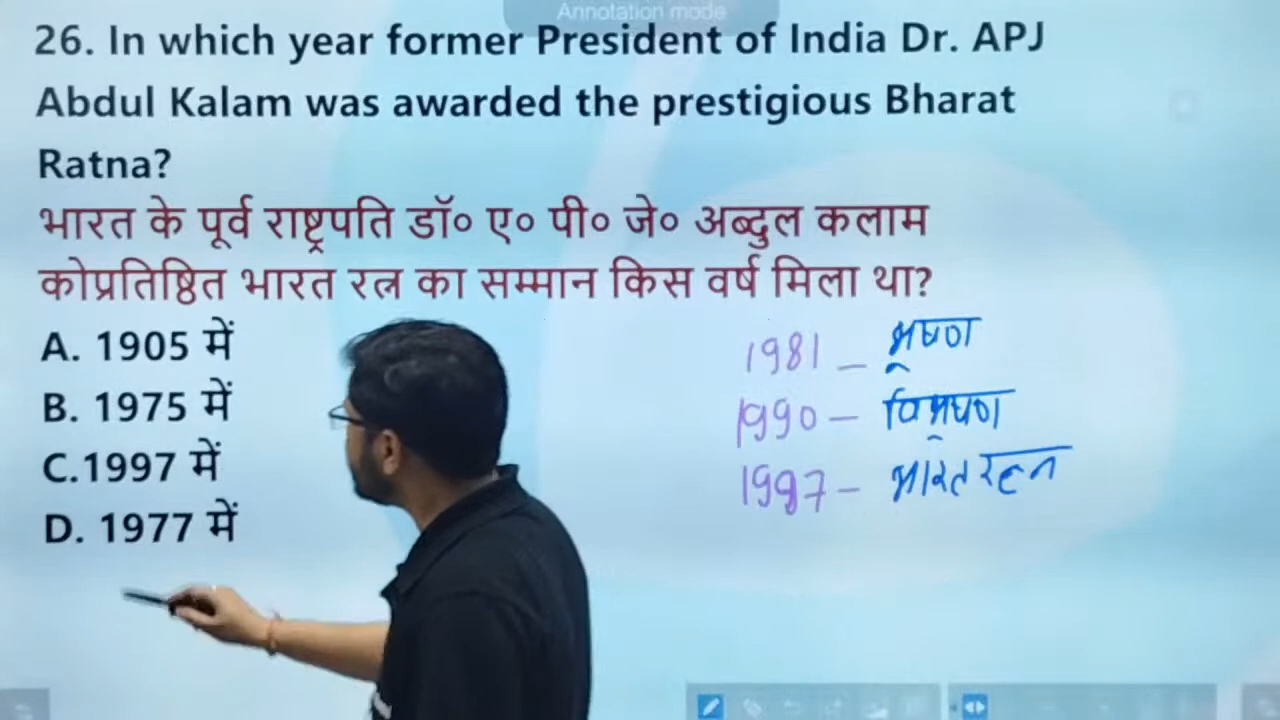 Annotation mode
26. In which year former President of India Dr. APJ
Abdul Kalam was awarded the prestigious Bharat
Ratna?
भारत के पूर्व राष्ट्रपति डॉ० ए० पी० जे० अब्दुल कलाम
कोप्रतिष्ठित भारत रत्न का सम्मान किस वर्ष मिला था?
A. 1905 में
B. 1975 में
C.1997 में
D. 1977 में
1981 – भूषण
1990 – विभूषण
1997 – भारत रत्न